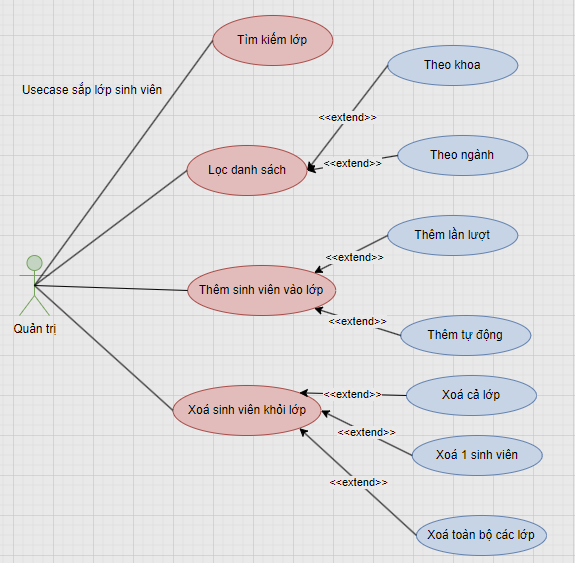 Tìm kiếm lớp
Usecase sắp lớp sinh viên
Theo khoa
<<extend>>
Theo ngành
<<extend>>
Lọc danh sách
Thêm lần lượt
<<extend>>
Thêm sinh viên vào lớp
<<extend>>
Thêm tự động
Quản trị
Xoá cả lớp
<<extend>>
Xoá sinh viên khỏi lớp
<<extend>>
Xoá 1 sinh viên
<<extend>>
Xoá toàn bộ các lớp